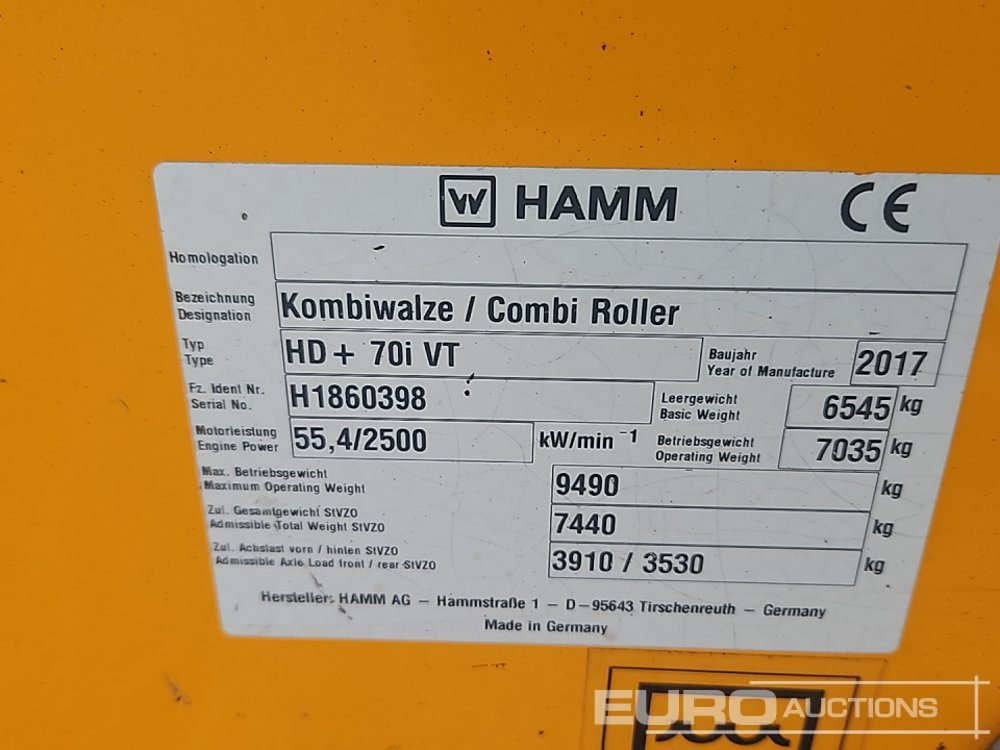 HAMM CE
Homologation
Bezeichnung
Designation
Kombiwalze / Combi Roller
Typ
Type
HD+ 70i VT
Baujahr
Year of Manufacture
2017
Fz. Ident Nr.
Serial No.
H1860398
Leergewicht
Basic Weight
6545 kg
Motorleistung
Engine Power
55,4/2500 kW/min -1
Betriebsgewicht
Operating Weight
7035 kg
Max. Betriebsgewicht
Maximum Operating Weight
9490 kg
Zul. Gesamtgewicht StVZO
Admissible Total Weight StVZO
7440 kg
Zul. Achslast vorn / hinten StVZO
Admissible Axle Load front / rear StVZO
3910 / 3530 kg
Hersteller: HAMM AG – Hammstraße 1 – D–95643 Tirschenreuth – Germany
Made in Germany
EURO AUCTIONS